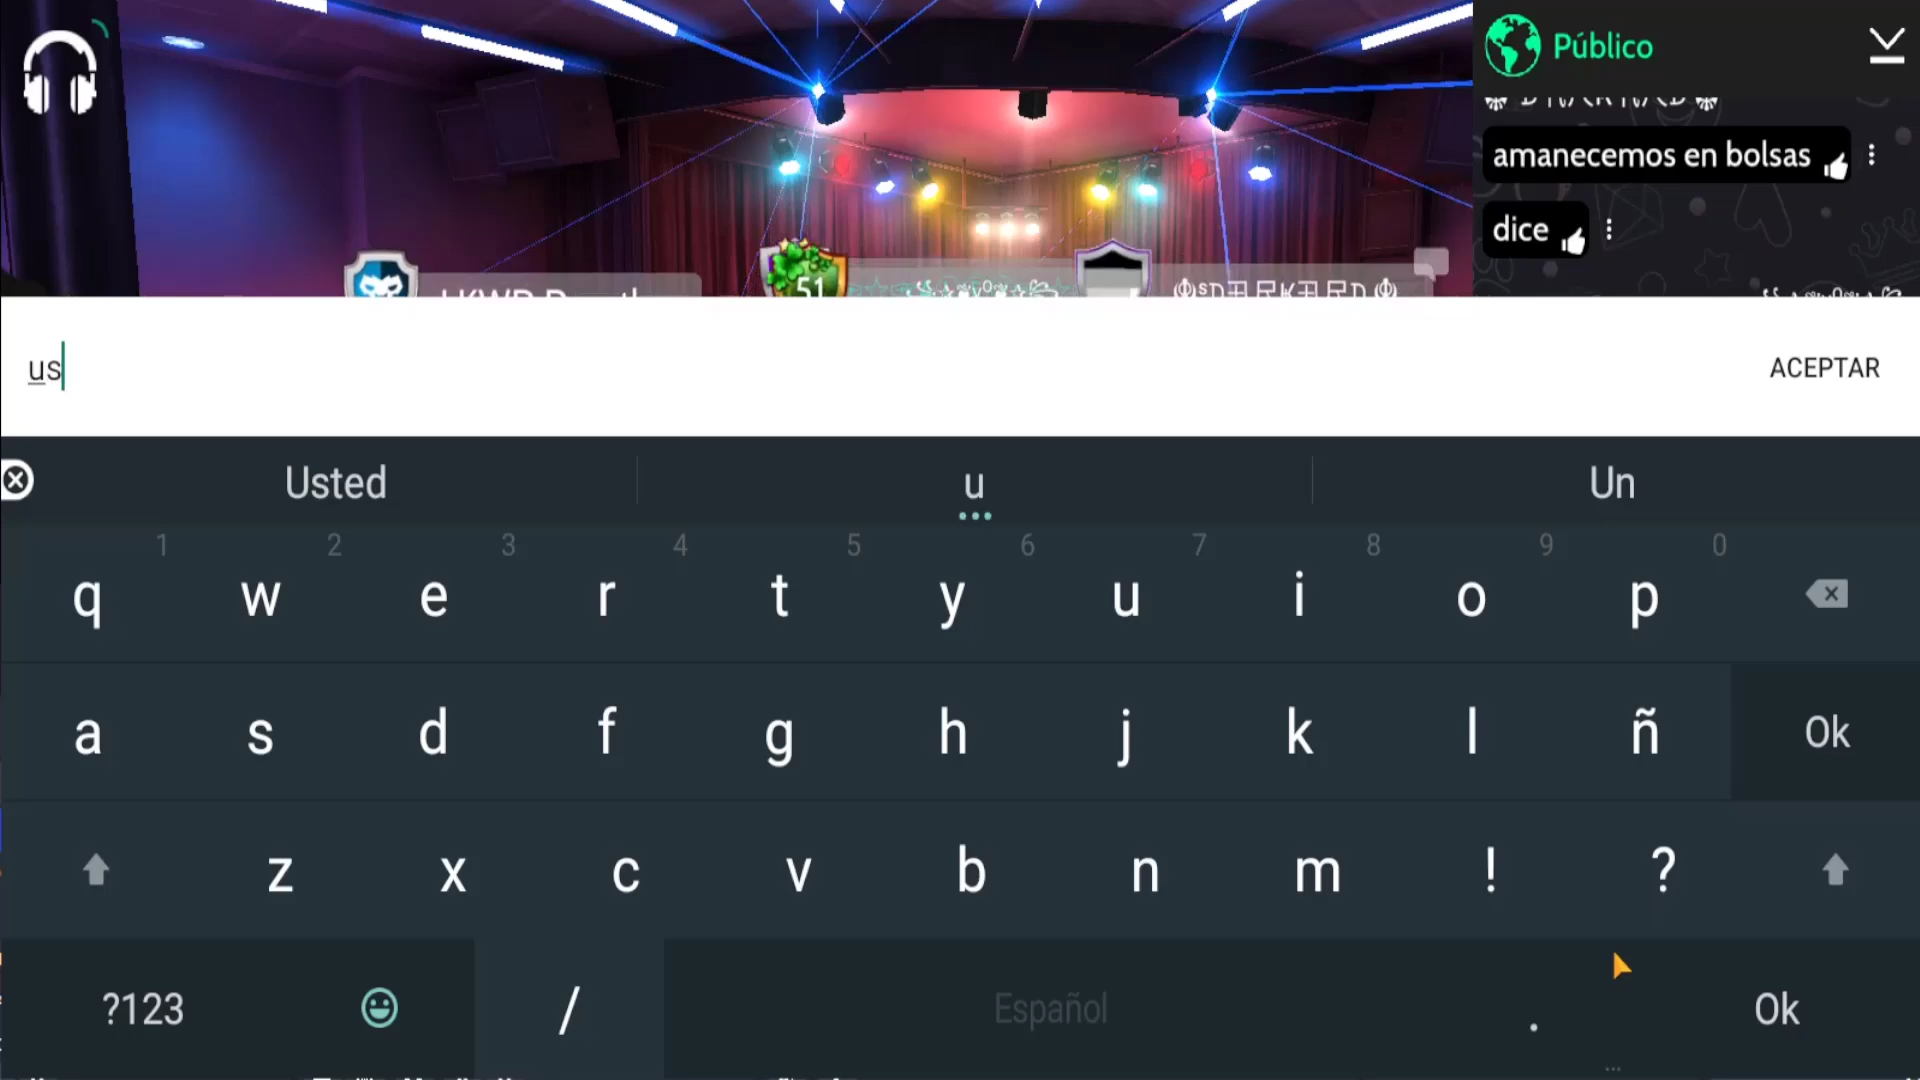 Público
amanecemos en bolsas
dice
51
us
ACEPTAR
Usted u Un
1 2 3 4 5 6 7 8 9 0
q w e r t y u i o p
a s d f g h j k l ñ Ok
z x c v b n m ! ?
?123 / Español . Ok